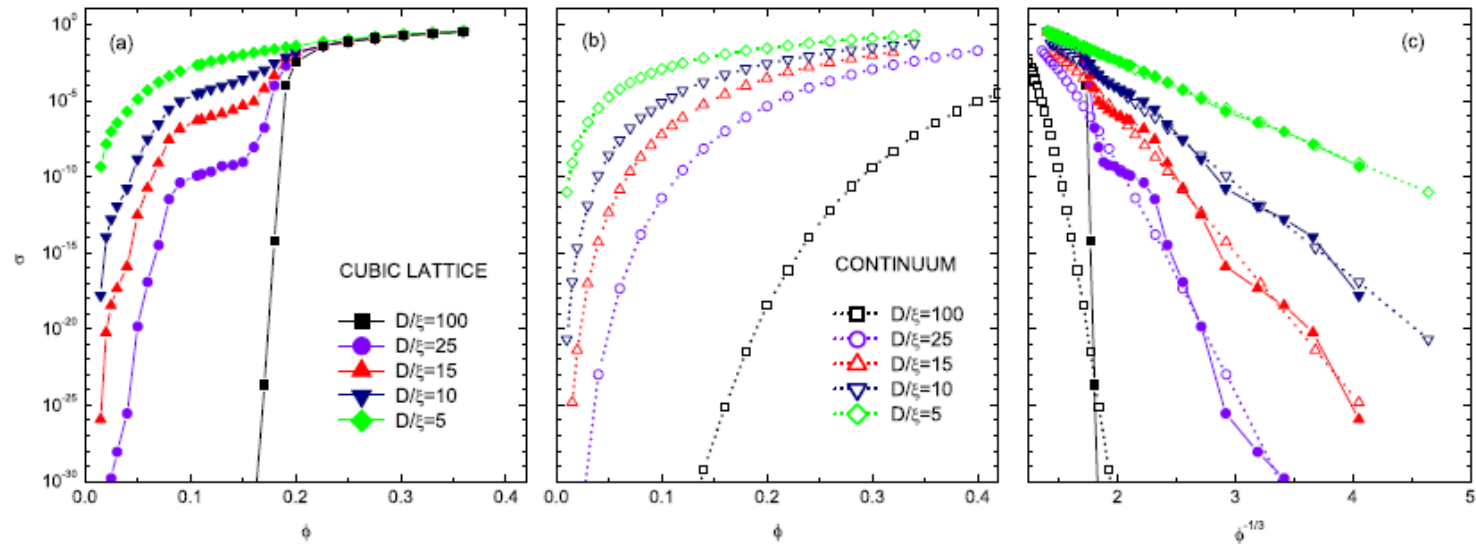 (a)
(b)
(c)
10^0
10^-5
10^-10
10^-15
10^-20
10^-25
10^-30
σ
CUBIC LATTICE
D/ξ=100
D/ξ=25
D/ξ=15
D/ξ=10
D/ξ=5
CONTINUUM
D/ξ=100
D/ξ=25
D/ξ=15
D/ξ=10
D/ξ=5
0.0 0.1 0.2 0.3 0.4
0.0 0.1 0.2 0.3 0.4
2 3 4 5
ϕ
ϕ
ϕ^-1/3